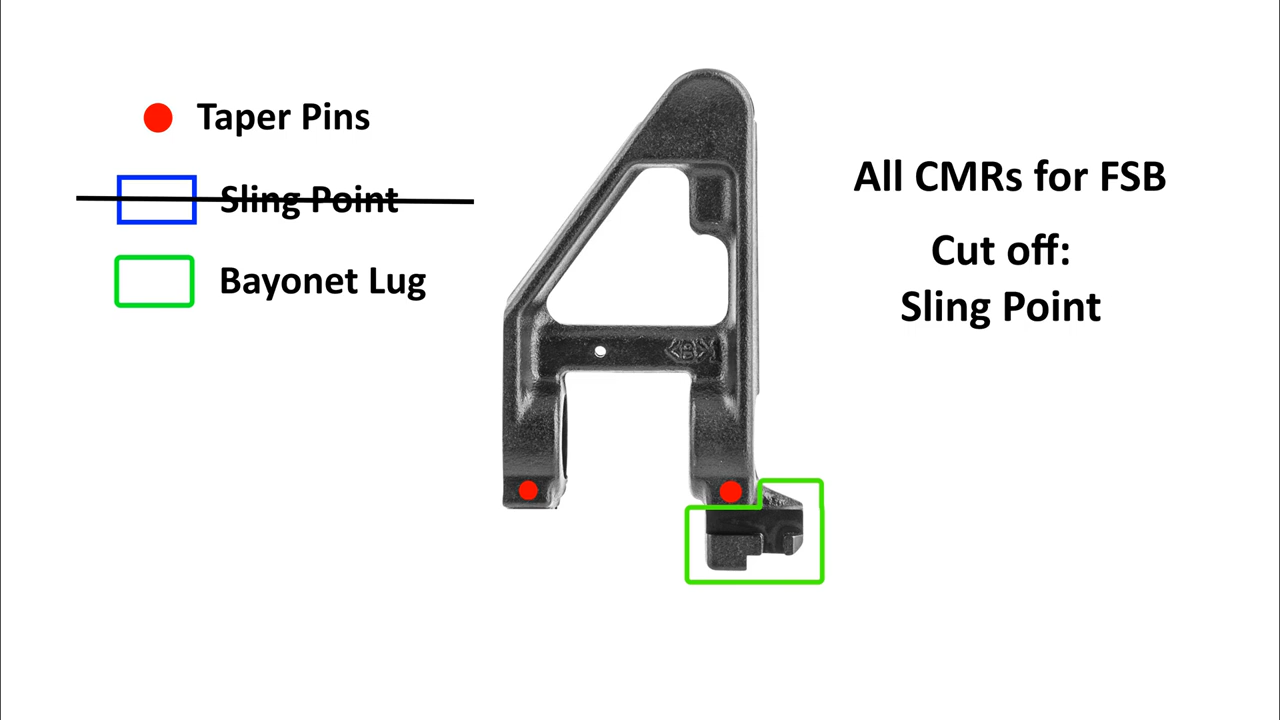 Taper Pins
Sling Point
Bayonet Lug
All CMRs for FSB
Cut off:
Sling Point